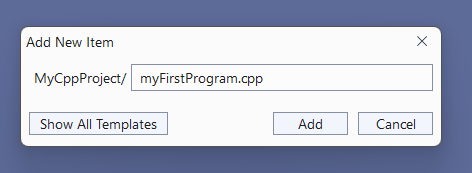 Add New Item
MyCppProject/ myFirstProgram.cpp
Show All Templates Add Cancel